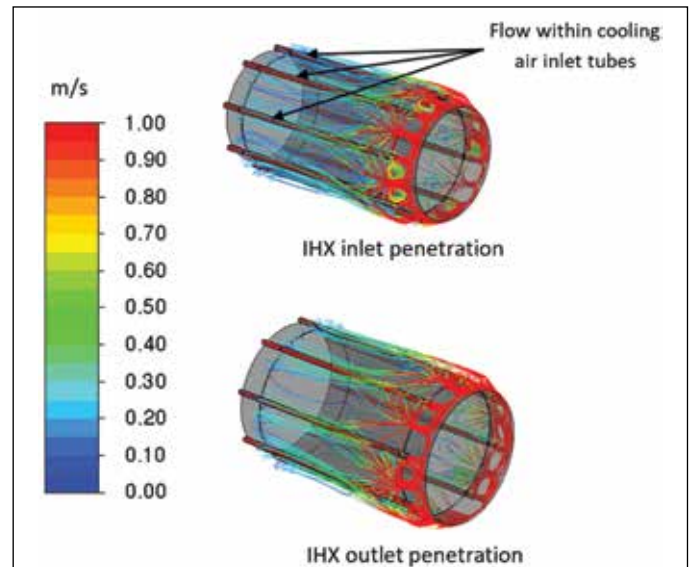 Flow within cooling
air inlet tubes
m/s
1.00
0.90
0.80
0.70
0.60
0.50
0.40
0.30
0.20
0.10
0.00
IHX inlet penetration
IHX outlet penetration